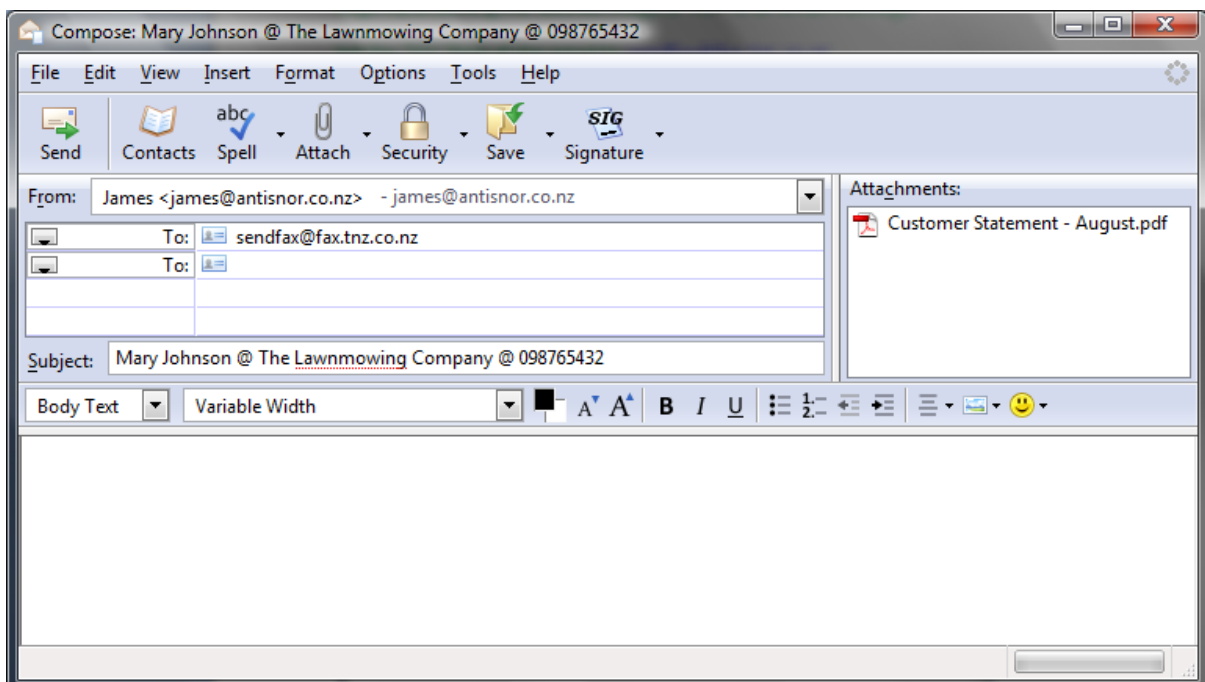 Compose: Mary Johnson @ The Lawnmowing Company @ 098765432
File Edit View Insert Format Options Tools Help
abc
SIG
Send Contacts Spell Attach Security Save Signature
From: James <james@antisnor.co.nz> - james@antisnor.co.nz
Attachments:
To: sendfax@fax.tnz.co.nz
Customer Statement - August.pdf
To:
Subject: Mary Johnson @ The Lawnmowing Company @ 098765432
Body Text Variable Width A A B I U 1. 2.